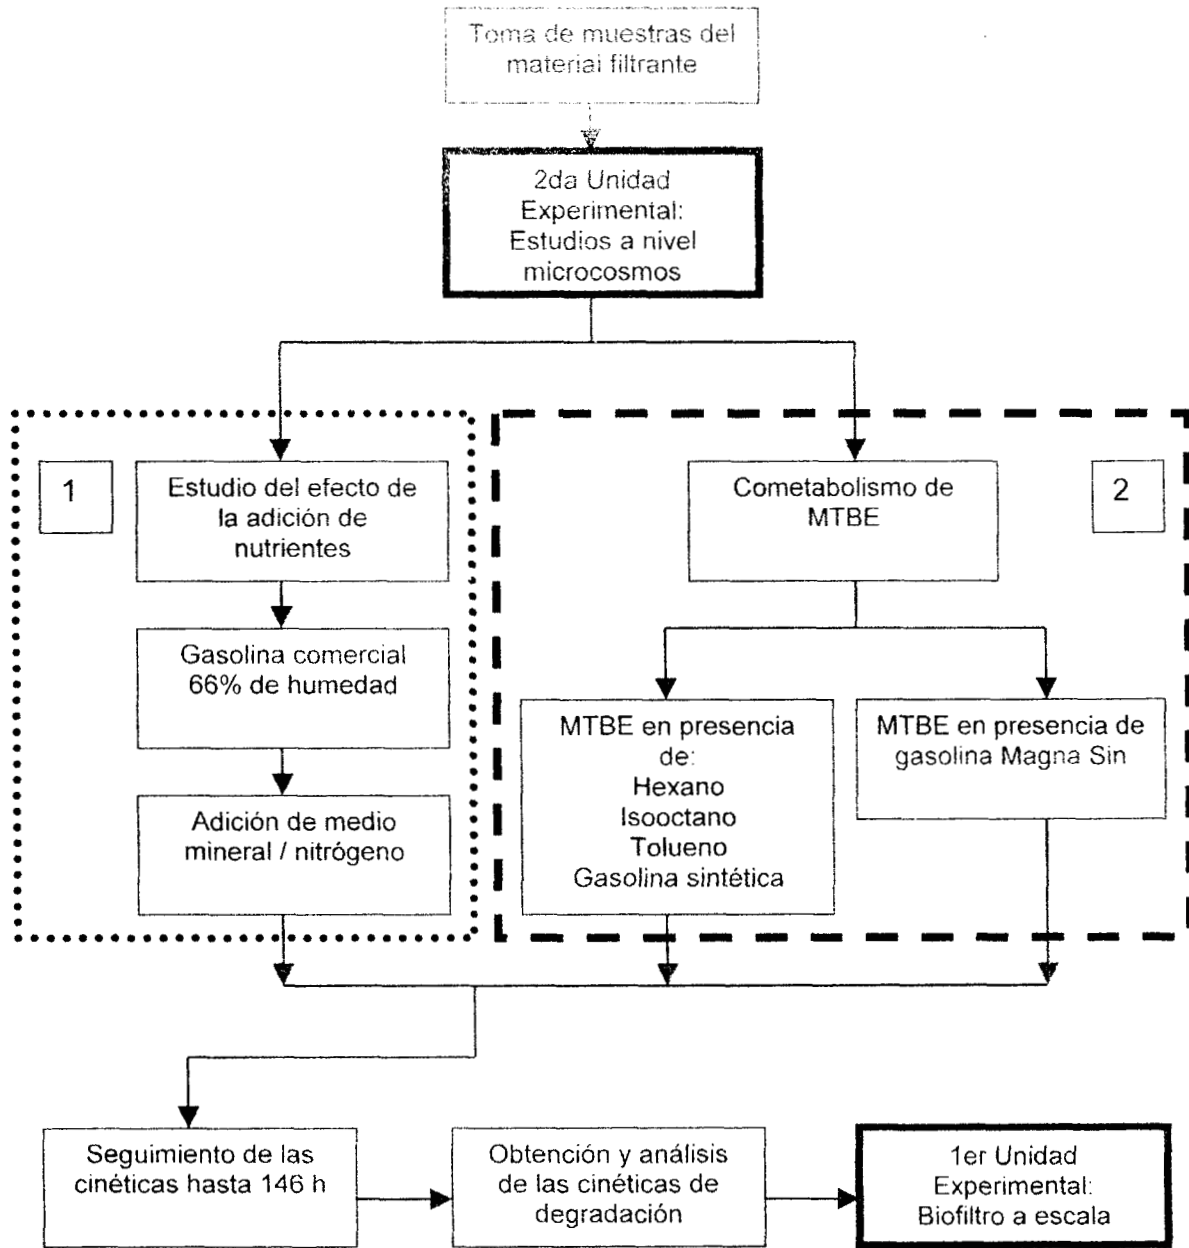 Toma de muestras del
material filtrante
2da Unidad
Experimental:
Estudios a nivel
microcosmos
1
Estudio del efecto de
la adición de
nutrientes
Gasolina comercial
66% de humedad
Adición de medio
mineral / nitrógeno
Cometabolismo de
MTBE
2
MTBE en presencia
de:
Hexano
Isooctano
Tolueno
Gasolina sintética
MTBE en presencia de
gasolina Magna Sin
Seguimiento de las
cinéticas hasta 146 h
Obtención y análisis
de las cinéticas de
degradación
1er Unidad
Experimental:
Biofiltro a escala